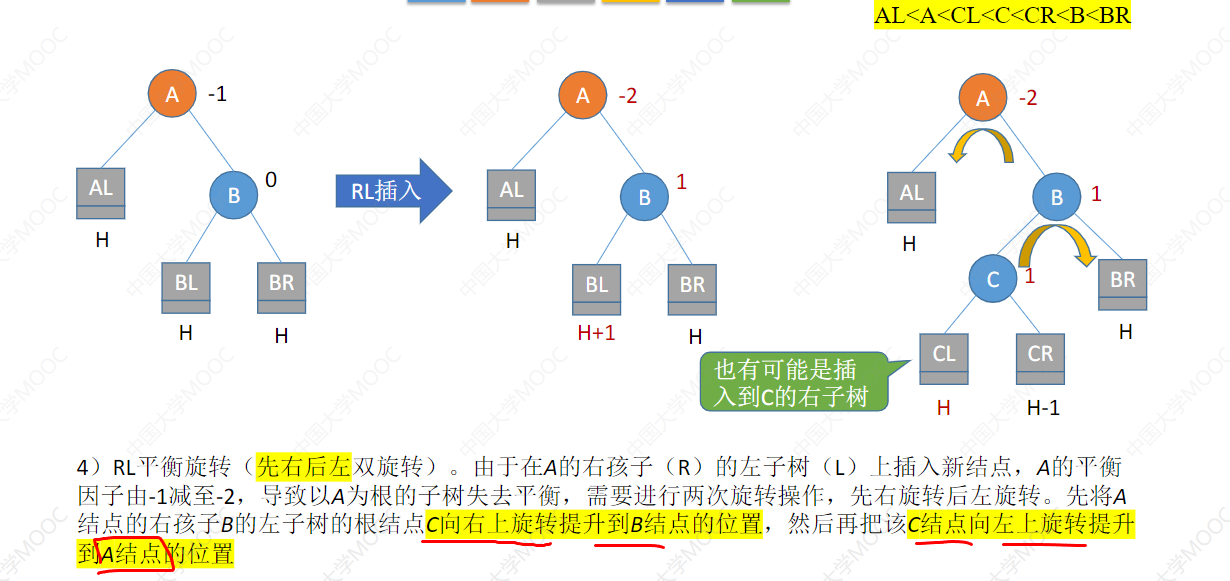 AL<A<CL<C<CR<B<BR
A -1
AL
B 0
H
BL
BR
H
H
RL插入
A -2
AL
B 1
H
BL
BR
H+1
H
A -2
AL
B 1
H
C 1
BR
H
CL
CR
H
H-1
也有可能是插
入到C的右子树
4）RL平衡旋转（先右后左双旋转）。由于在A的右孩子（R）的左子树（L）上插入新结点，A的平衡
因子由-1减至-2，导致以A为根的子树失去平衡，需要进行两次旋转操作，先右旋转后左旋转。先将A
结点的右孩子B的左子树的根结点C向右上旋转提升到B结点的位置，然后再把该C结点向左上旋转提升
到A结点的位置
中国大学MOOC